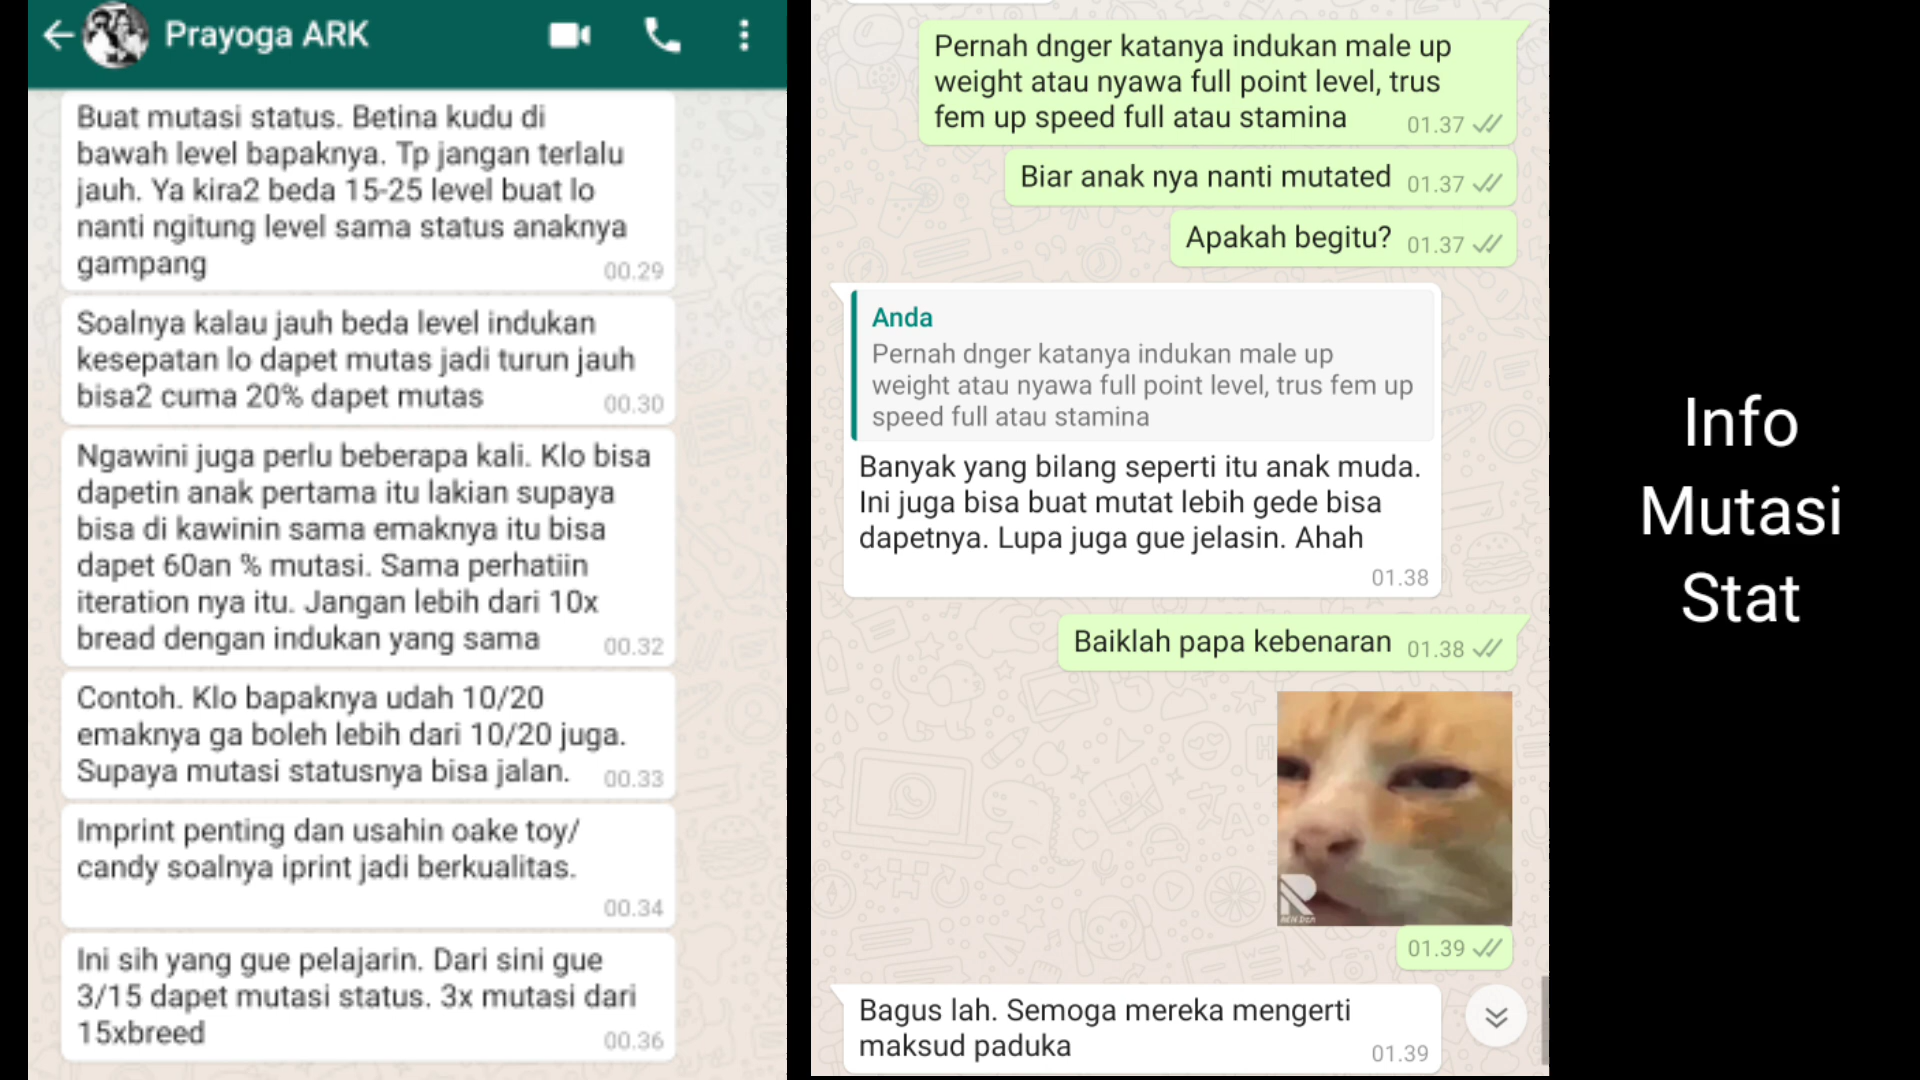 Prayoga ARK
Buat mutasi status. Betina kudu di
bawah level bapaknya. Tp jangan terlalu
jauh. Ya kira2 beda 15-25 level buat lo
nanti ngitung level sama status anaknya
gampang
00.29
Soalnya kalau jauh beda level indukan
kesepatan lo dapet mutas jadi turun jauh
bisa2 cuma 20% dapet mutas
00.30
Ngawini juga perlu beberapa kali. Klo bisa
dapetin anak pertama itu lakian supaya
bisa di kawinin sama emaknya itu bisa
dapet 60an % mutasi. Sama perhatiin
iteration nya itu. Jangan lebih dari 10x
bread dengan indukan yang sama
00.32
Contoh. Klo bapaknya udah 10/20
emaknya ga boleh lebih dari 10/20 juga.
Supaya mutasi statusnya bisa jalan.
00.33
Imprint penting dan usahin oake toy/
candy soalnya iprint jadi berkualitas.
00.34
Ini sih yang gue pelajarin. Dari sini gue
3/15 dapet mutasi status. 3x mutasi dari
15xbreed
00.36
Pernah dnger katanya indukan male up
weight atau nyawa full point level, trus
fem up speed full atau stamina
01.37
Biar anak nya nanti mutated
01.37
Apakah begitu?
01.37
Anda
Pernah dnger katanya indukan male up
weight atau nyawa full point level, trus fem up
speed full atau stamina
Banyak yang bilang seperti itu anak muda.
Ini juga bisa buat mutat lebih gede bisa
dapetnya. Lupa juga gue jelasin. Ahah
01.38
Baiklah papa kebenaran
01.38
01.39
Bagus lah. Semoga mereka mengerti
maksud paduka
01.39
Info
Mutasi
Stat